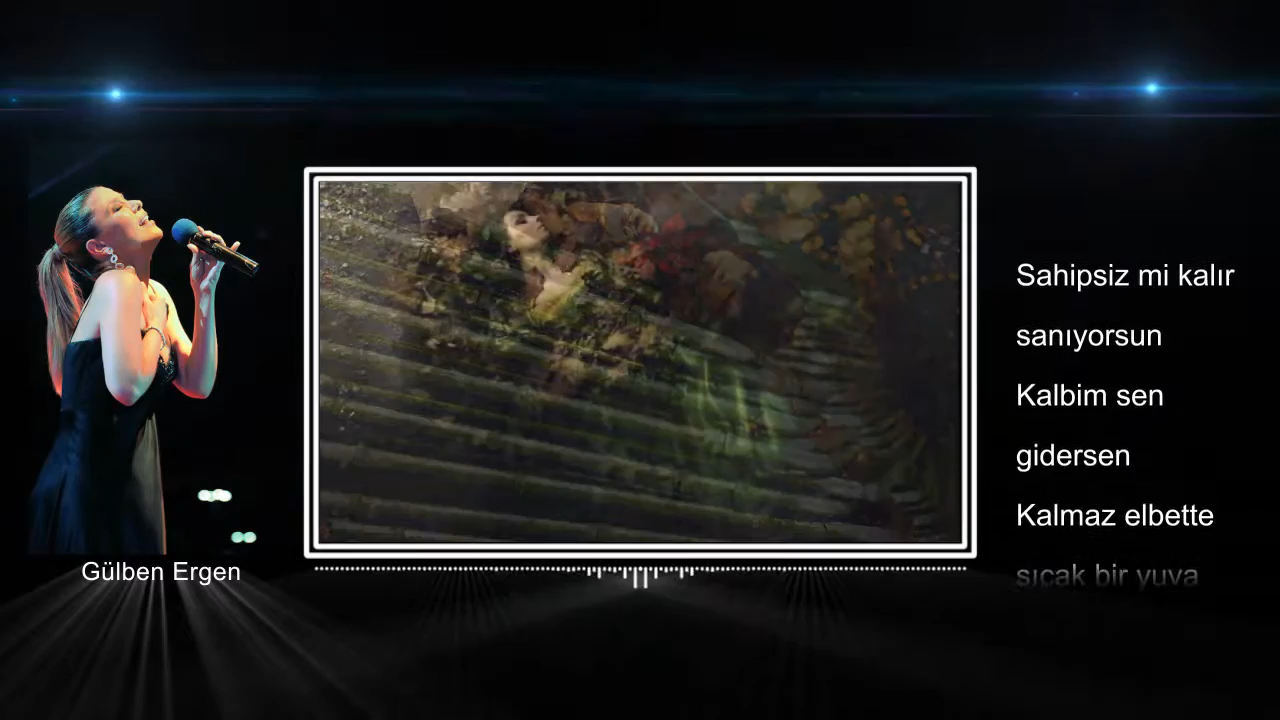 Sahipsiz mi kalır
sanıyorsun
Kalbim sen
gidersen
Kalmaz elbette
sıcak bir yuva
Gülben Ergen